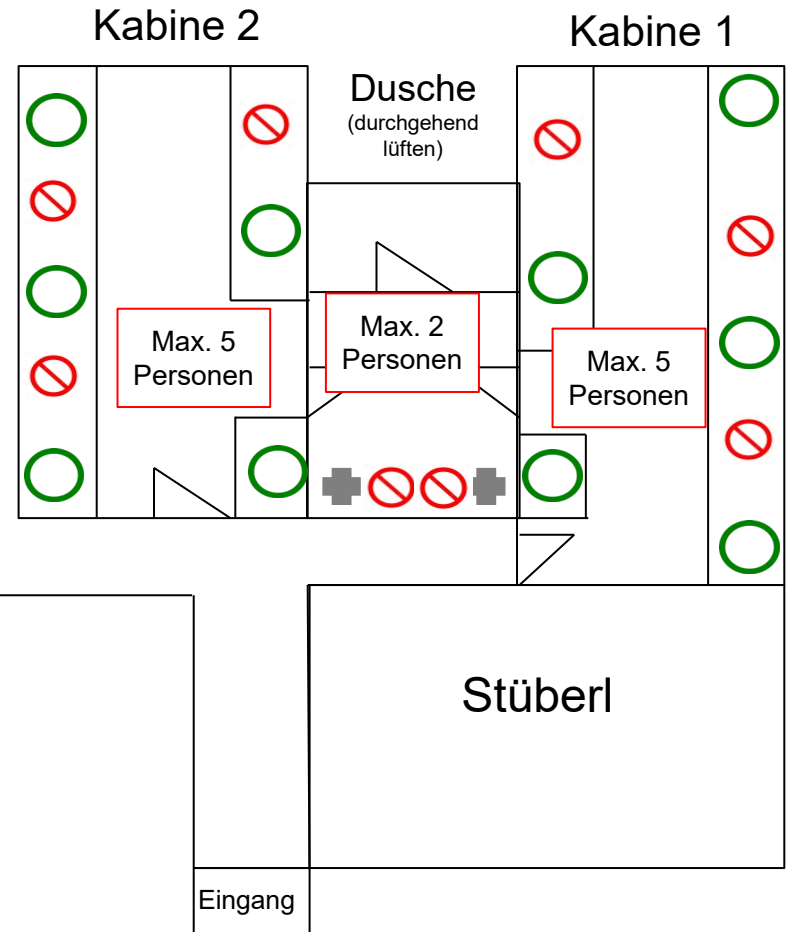 Kabine 2
Kabine 1
Dusche
(durchgehend
lüften)
Max. 5
Personen
Max. 2
Personen
Max. 5
Personen
Stüberl
Eingang